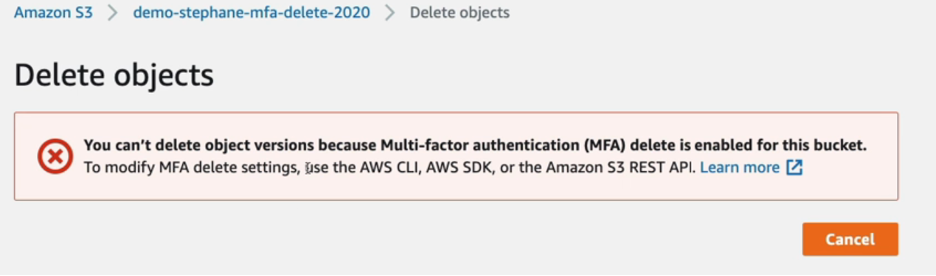 Amazon S3 > demo-stephane-mfa-delete-2020 > Delete objects
Delete objects
You can't delete object versions because Multi-factor authentication (MFA) delete is enabled for this bucket.
To modify MFA delete settings, use the AWS CLI, AWS SDK, or the Amazon S3 REST API. Learn more
Cancel